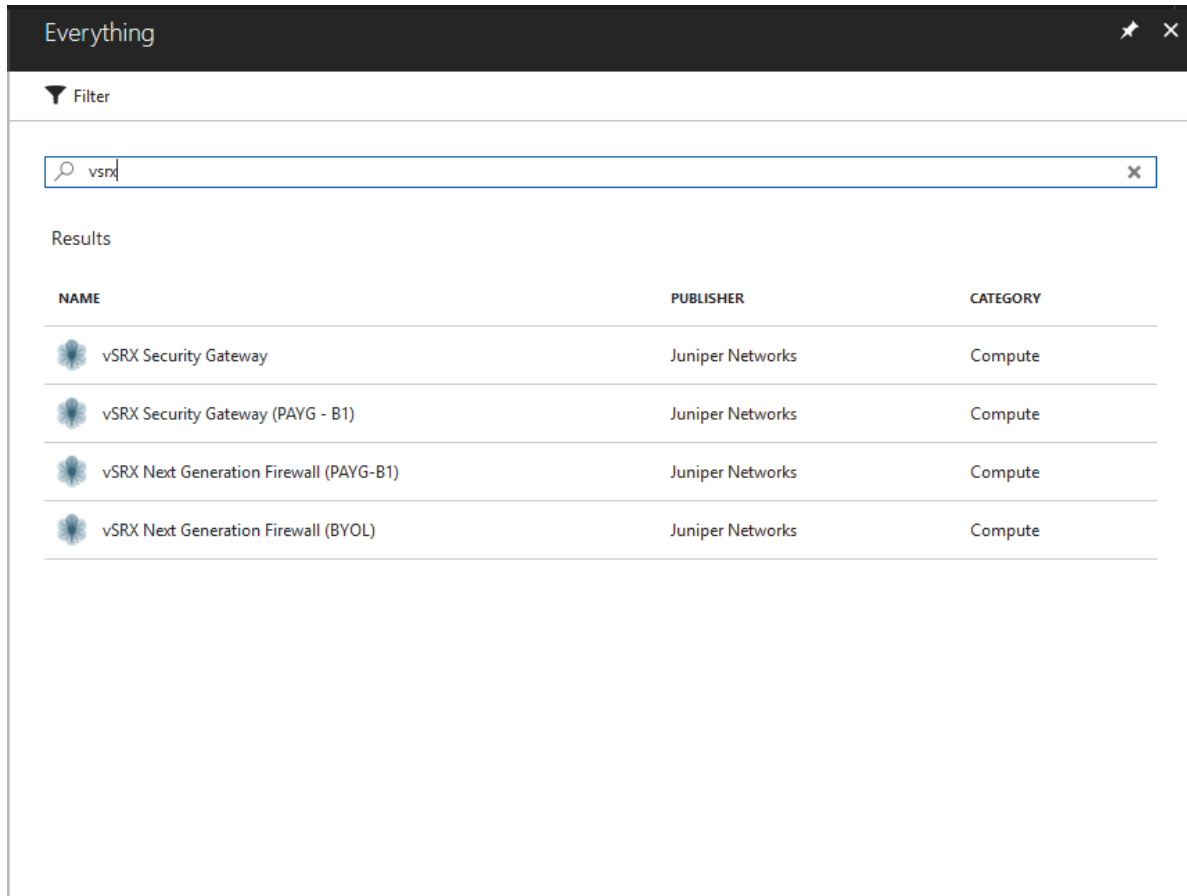 Everything
Filter
vsrx
Results
NAME PUBLISHER CATEGORY
vSRX Security Gateway Juniper Networks Compute
vSRX Security Gateway (PAYG - B1) Juniper Networks Compute
vSRX Next Generation Firewall (PAYG-B1) Juniper Networks Compute
vSRX Next Generation Firewall (BYOL) Juniper Networks Compute